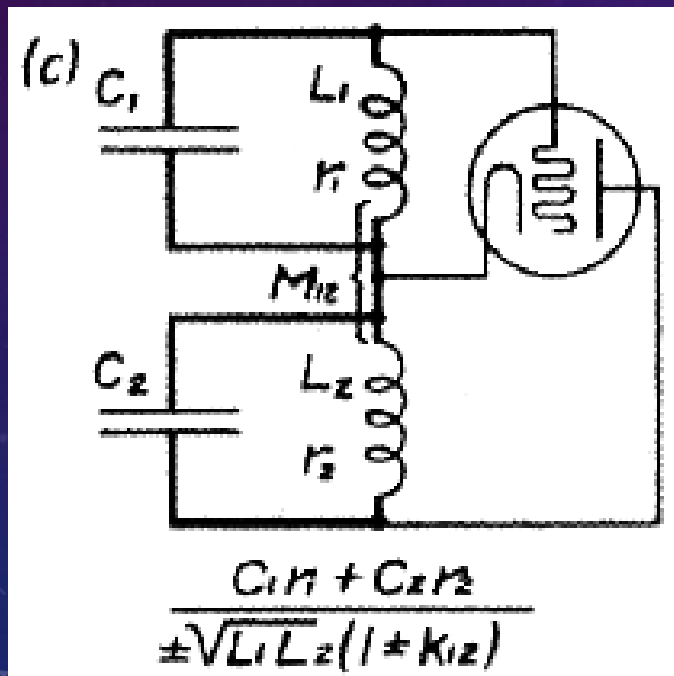 (c)
C₁
L₁
r₁
M₁₂
C₂
L₂
r₂
C₁r₁ + C₂r₂
±√L₁L₂(1±K₁₂)